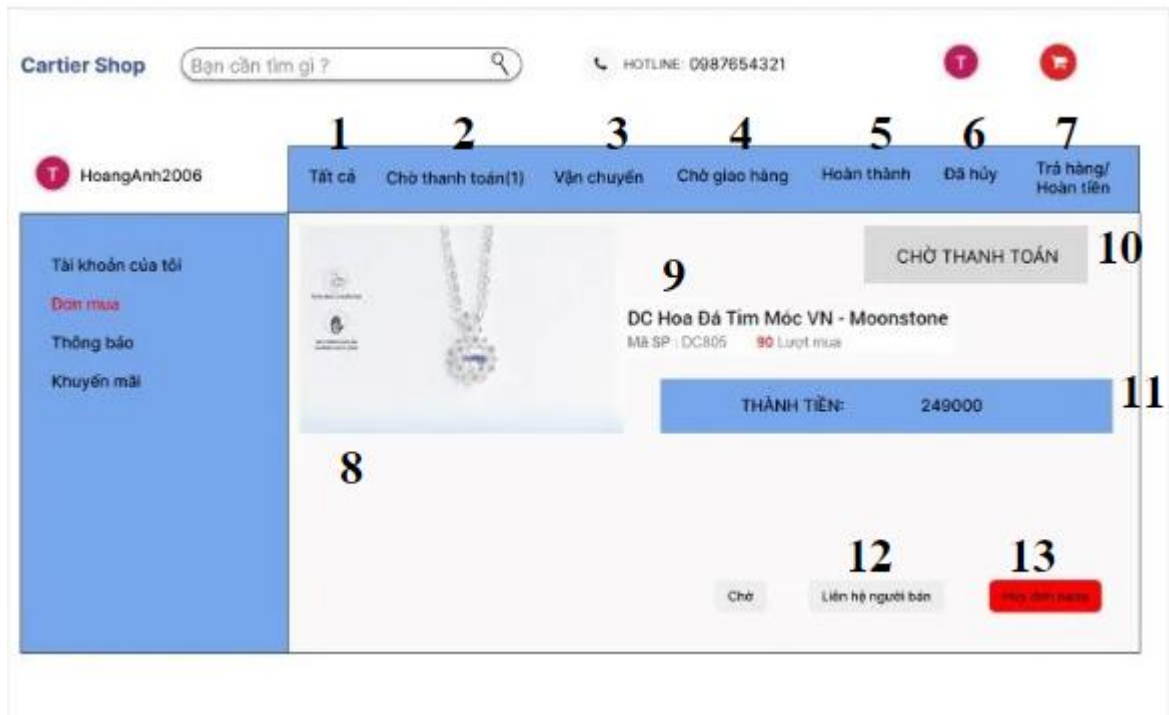 Cartier Shop
Bạn cần tìm gì ?
HOTLINE: 0987654321
T
1 2 3 4 5 6 7
T HoangAnh2006
Tất cả Chờ thanh toán(1) Vận chuyển Chờ giao hàng Hoàn thành Đã hủy Trả hàng/
Hoàn tiền
Tài khoản của tôi
Đơn mua
Thông báo
Khuyến mãi
CHỜ THANH TOÁN 10
9
DC Hoa Đá Tim Móc VN - Moonstone
Mã SP : DC805 90 Lượt mua
THÀNH TIỀN: 249000 11
8
12 13
Chờ Liên hệ người bán